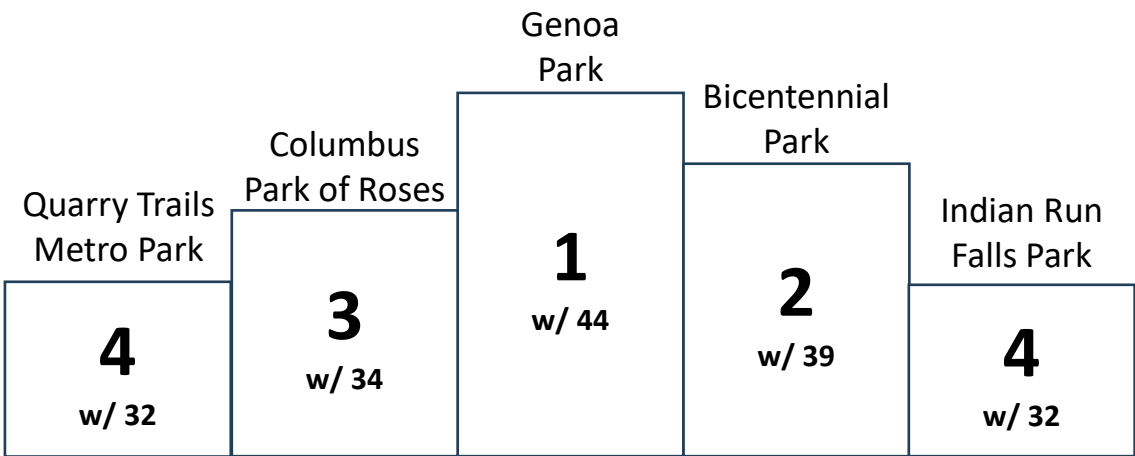 Quarry Trails
Metro Park
4
w/ 32
Columbus
Park of Roses
3
w/ 34
Genoa
Park
1
w/ 44
Bicentennial
Park
2
w/ 39
Indian Run
Falls Park
4
w/ 32